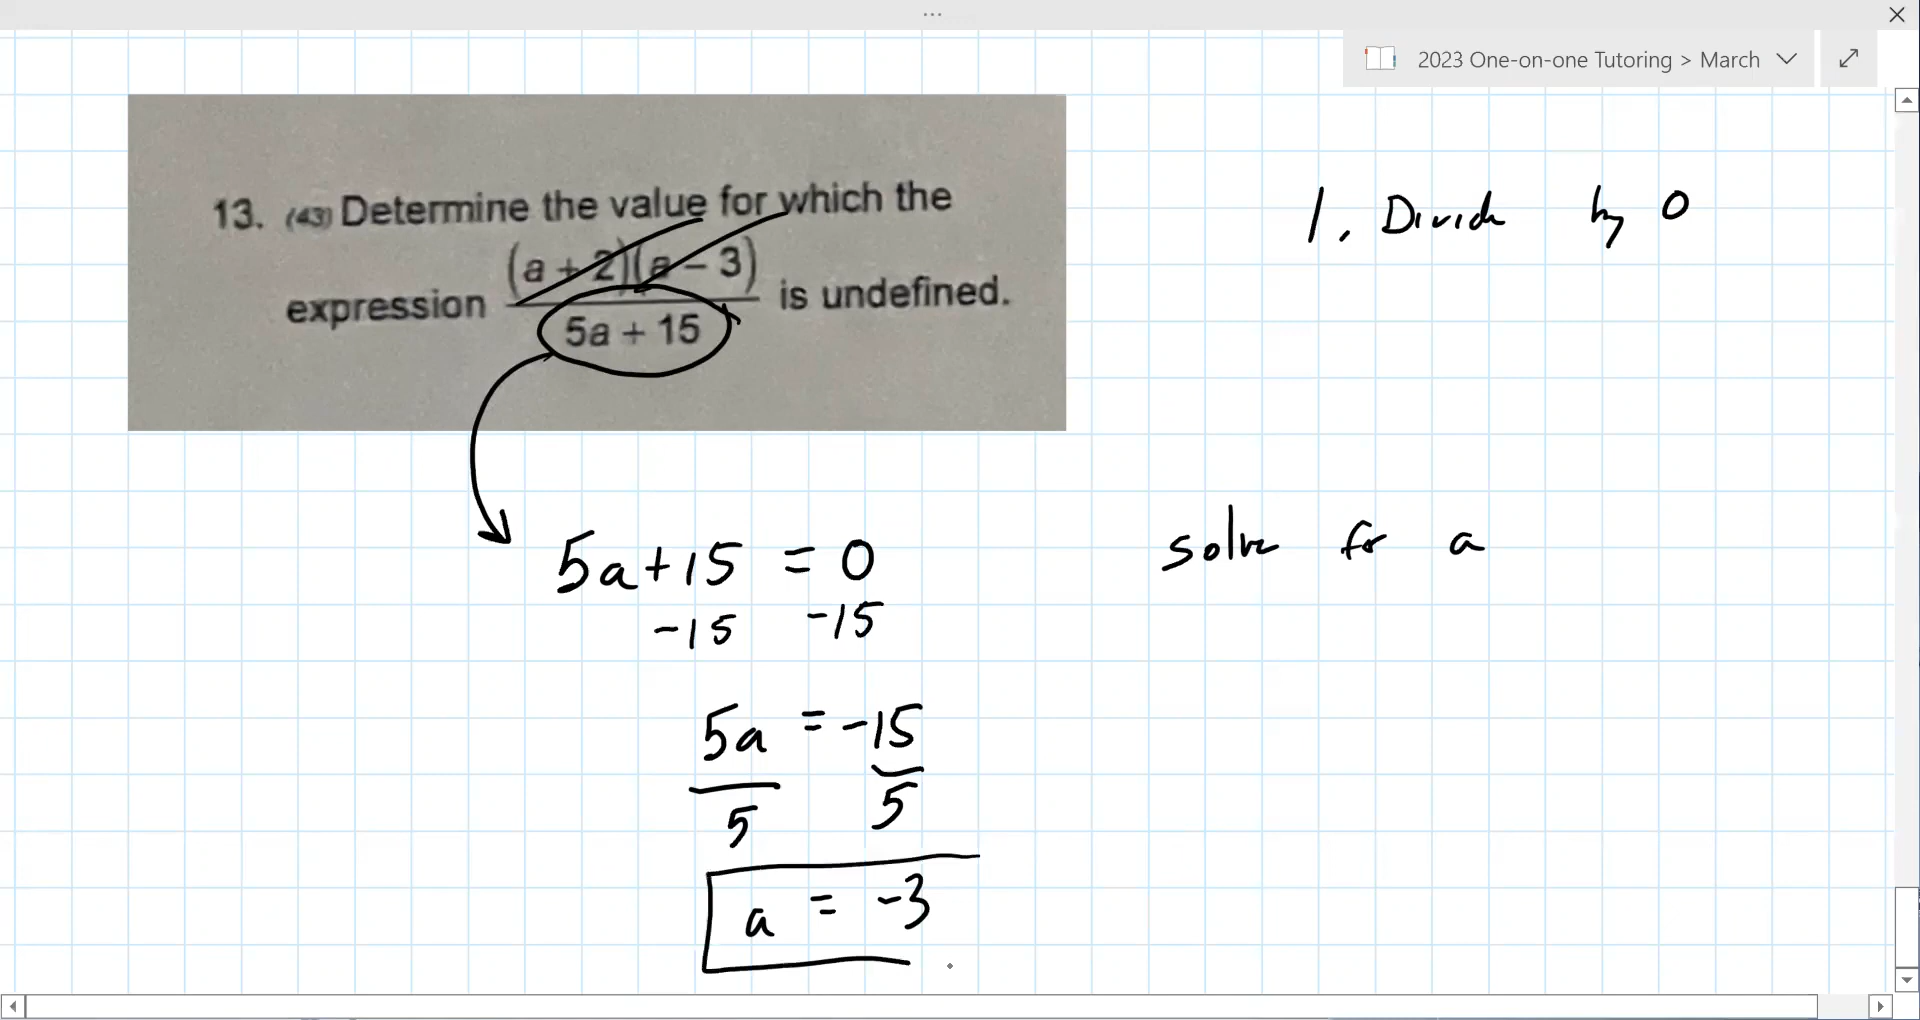 2023 One-on-one Tutoring > March
13. (43) Determine the value for which the
expression (a + 2)(a − 3) / 5a + 15 is undefined.
1. Divide by 0
5a+15 = 0
solve for a
-15 -15
5a = -15
5 5
a = -3